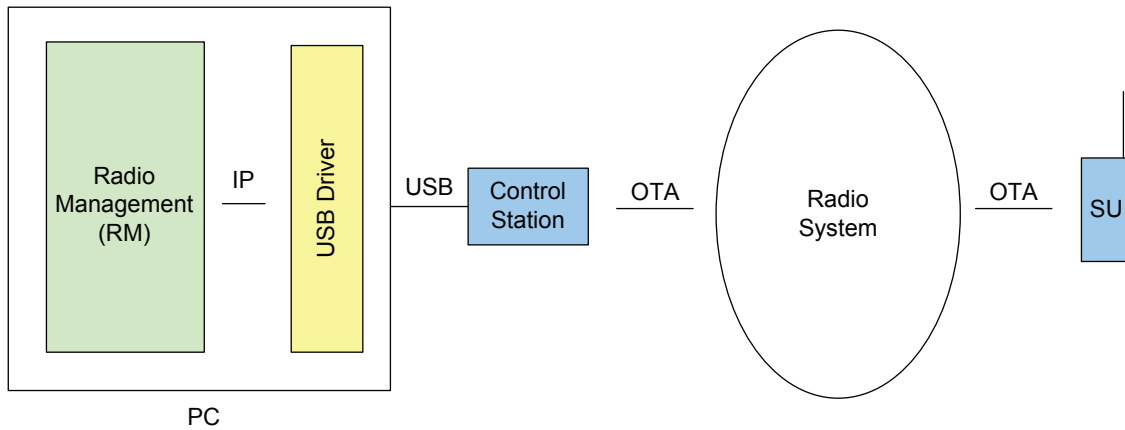 Radio
Management
(RM)
IP
USB Driver
USB
Control
Station
OTA
Radio
System
OTA
SU
PC